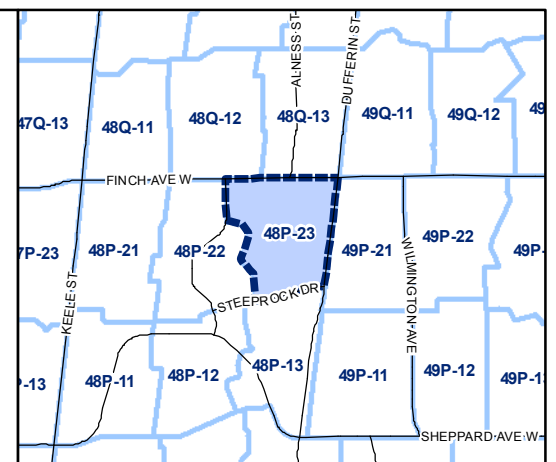 ALNESS ST
DUFFERIN ST
47Q-13
48Q-11
48Q-12
48Q-13
49Q-11
49Q-12
49
FINCH AVE W
7P-23
48P-21
48P-22
48P-23
49P-21
49P-22
49P-
KEELE ST
WILMINGTON AVE
STEEPROCK DR
-13
48P-11
48P-12
48P-13
49P-11
49P-12
49P-1
SHEPPARD AVE W